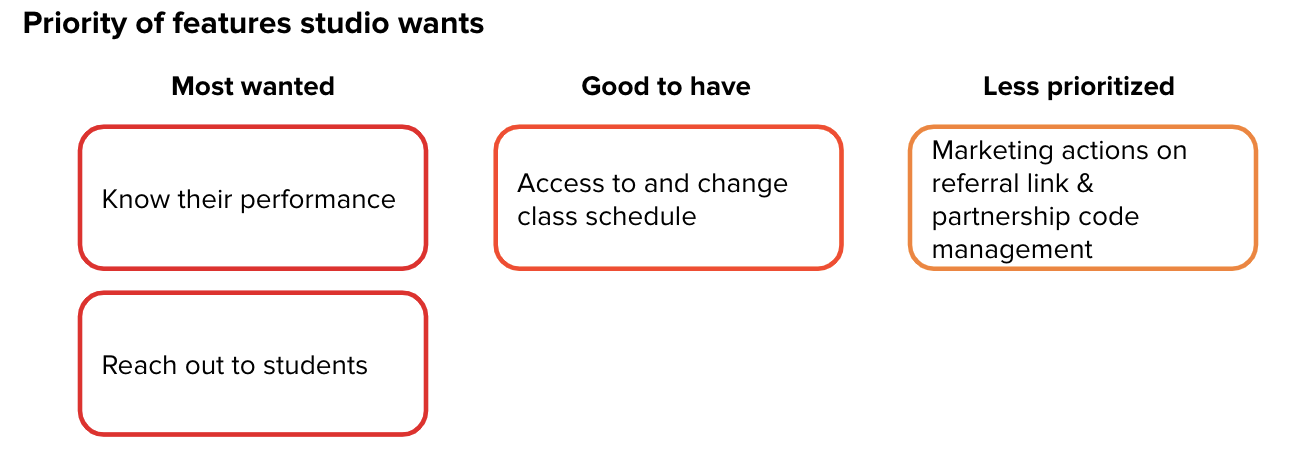 Priority of features studio wants
Most wanted
Good to have
Less prioritized
Know their performance
Access to and change
class schedule
Marketing actions on
referral link &
partnership code
management
Reach out to students